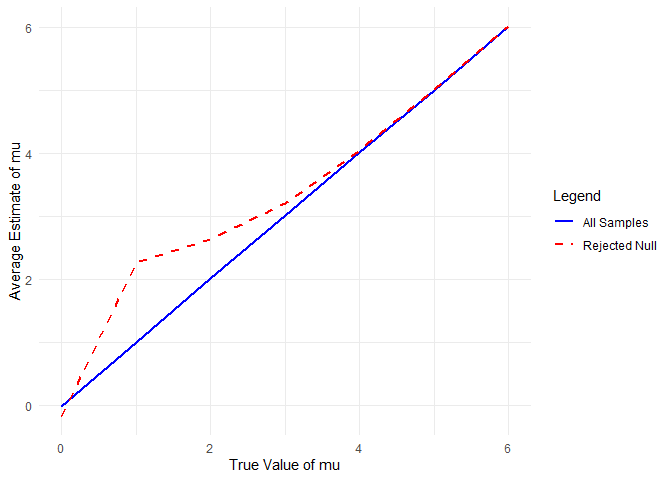 6
4
2
0
Average Estimate of mu
0 2 4 6
True Value of mu
Legend
All Samples
Rejected Null